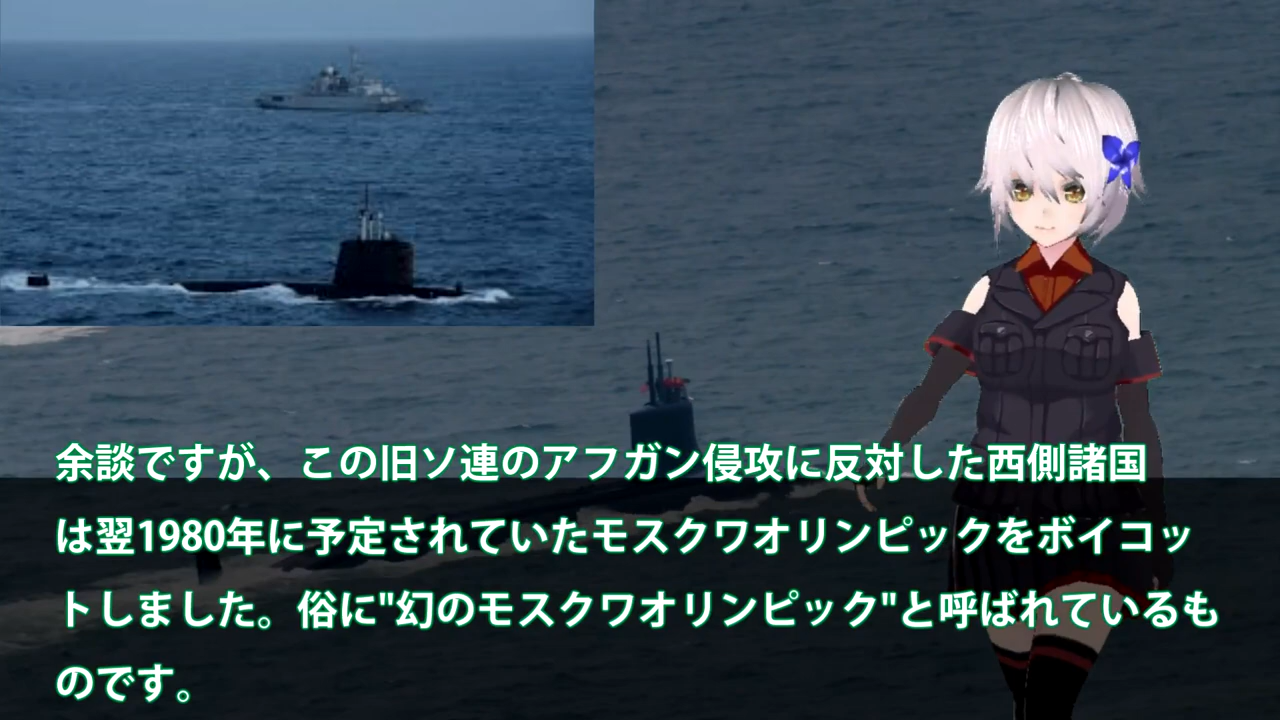 余談ですが、この旧ソ連のアフガン侵攻に反対した西側諸国
は翌1980年に予定されていたモスクワオリンピックをボイコッ
トしました。俗に"幻のモスクワオリンピック"と呼ばれているも
のです。